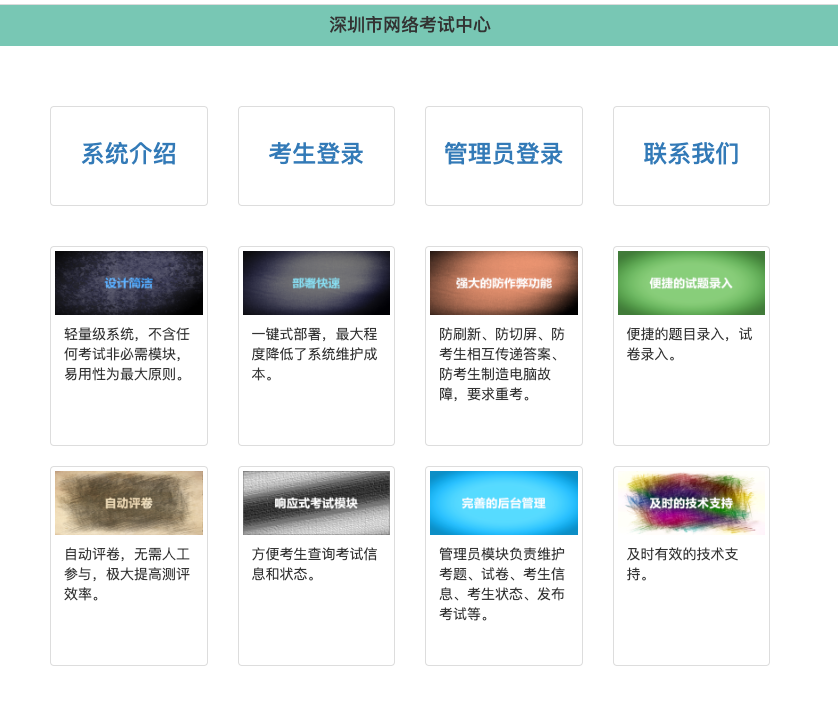 深圳市网络考试中心
系统介绍
考生登录
管理员登录
联系我们
设计简洁
轻量级系统，不含任
何考试非必需模块，
易用性为最大原则。
部署快速
一键式部署，最大程
度降低了系统维护成
本。
强大的防作弊功能
防刷新、防切屏、防
考生相互传递答案、
防考生制造电脑故
障，要求重考。
便捷的试题录入
便捷的题目录入，试
卷录入。
自动评卷
自动评卷，无需人工
参与，极大提高测评
效率。
响应式考试模块
方便考生查询考试信
息和状态。
完善的后台管理
管理员模块负责维护
考题、试卷、考生信
息、考生状态、发布
考试等。
及时的技术支持
及时有效的技术支
持。